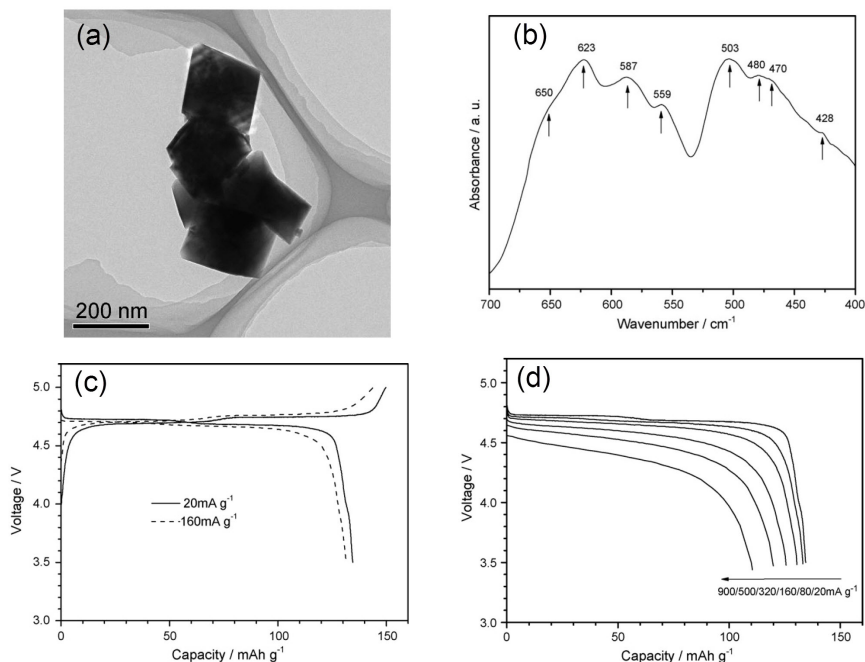 (a)
200 nm
(b)
650
623
587
559
503
480
470
428
Absorbance / a. u.
700
650
600
550
500
450
400
Wavenumber / cm⁻¹
(c)
5.0
4.5
4.0
3.5
3.0
Voltage / V
20mA g⁻¹
160mA g⁻¹
0
50
100
150
Capacity / mAh g⁻¹
(d)
5.0
4.5
4.0
3.5
3.0
Voltage / V
900/500/320/160/80/20mA g⁻¹
0
50
100
150
Capacity / mAh g⁻¹